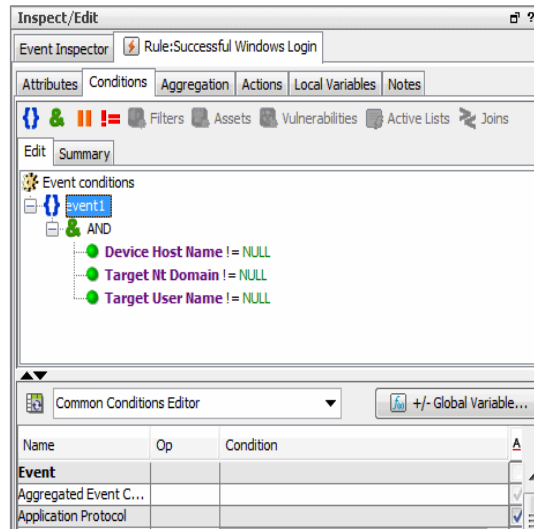 Inspect/Edit ?
Event Inspector Rule:Successful Windows Login
Attributes Conditions Aggregation Actions Local Variables Notes
{} & != Filters Assets Vulnerabilities Active Lists Joins
Edit Summary
Event conditions
{} event1
& AND
Device Host Name != NULL
Target Nt Domain != NULL
Target User Name != NULL
Common Conditions Editor +/- Global Variable...
Name Op Condition A
Event
Aggregated Event C...
Application Protocol